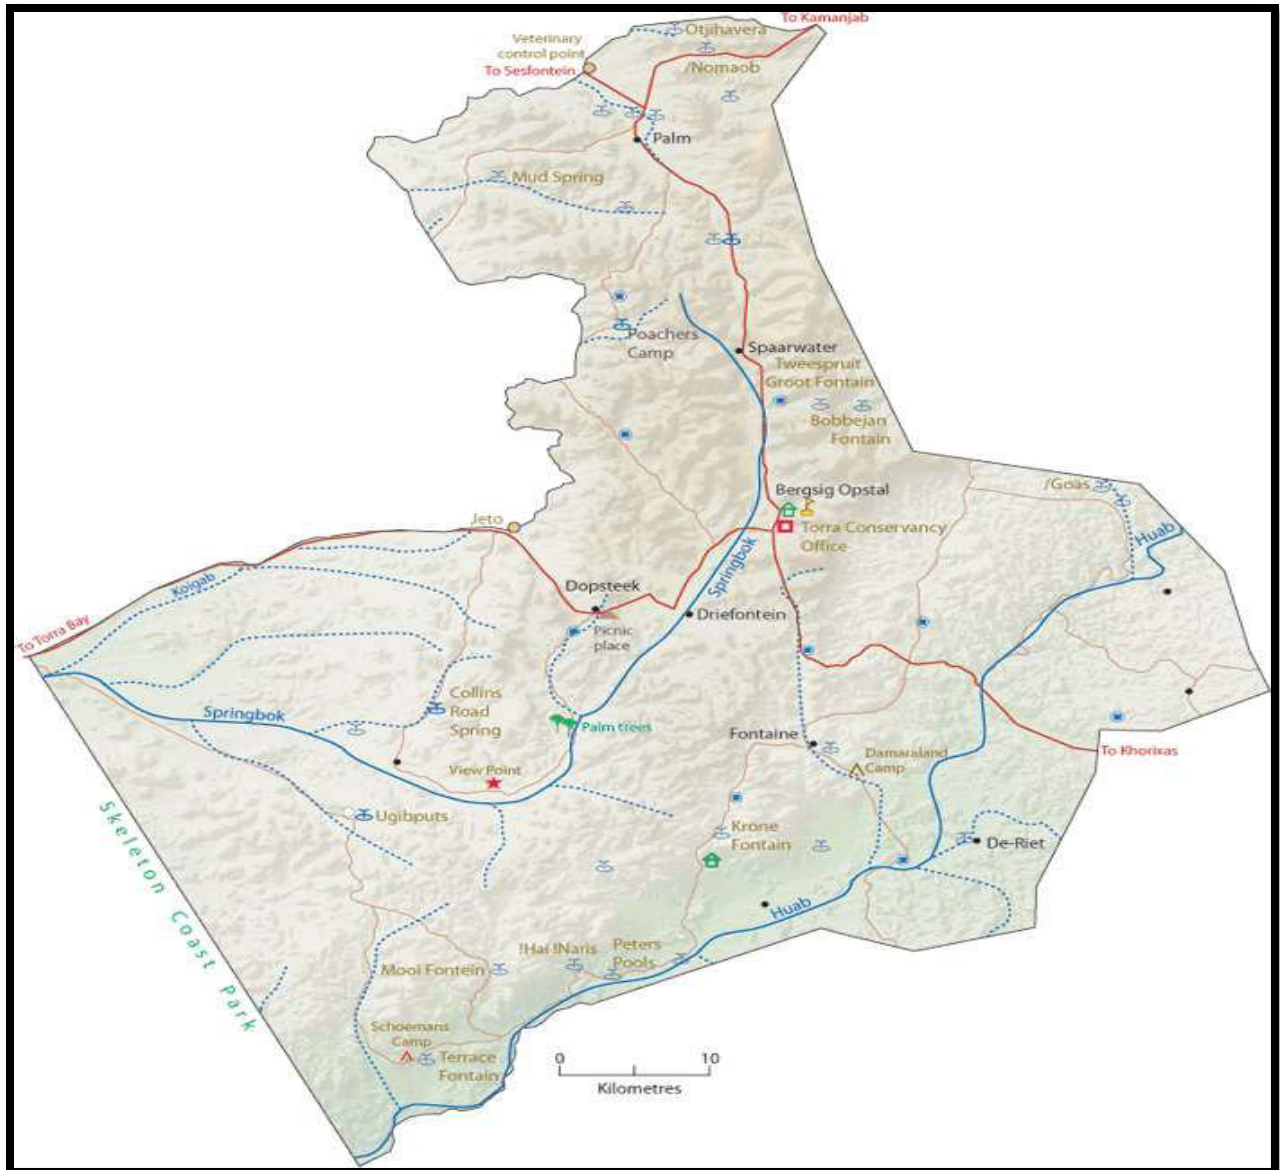 To Kamanjab
Otjihavera
Veterinary
control point
To Sesfontein
/Nomaob
Palm
Mud Spring
Poachers
Camp
Spaarwater
Tweespruit
Groot Fontain
Bobbejan
Fontain
Bergsig Opstal
/Goas
Jeto
Torra Conservancy
Office
Huab
Springbok
Koigab
Dopsteek
Driefontein
Picnic
place
To Torra Bay
Collins
Road
Spring
Springbok
Palm trees
Fontaine
To Khorixas
Damaraland
Camp
View Point
Ugibputs
Krone
Fontain
De-Riet
Skeleton Coast Park
Huab
!Hai !Naris
Peters
Pools
Mooi Fontein
Schoemans
Camp
Terrace
Fontain
0 10
Kilometres